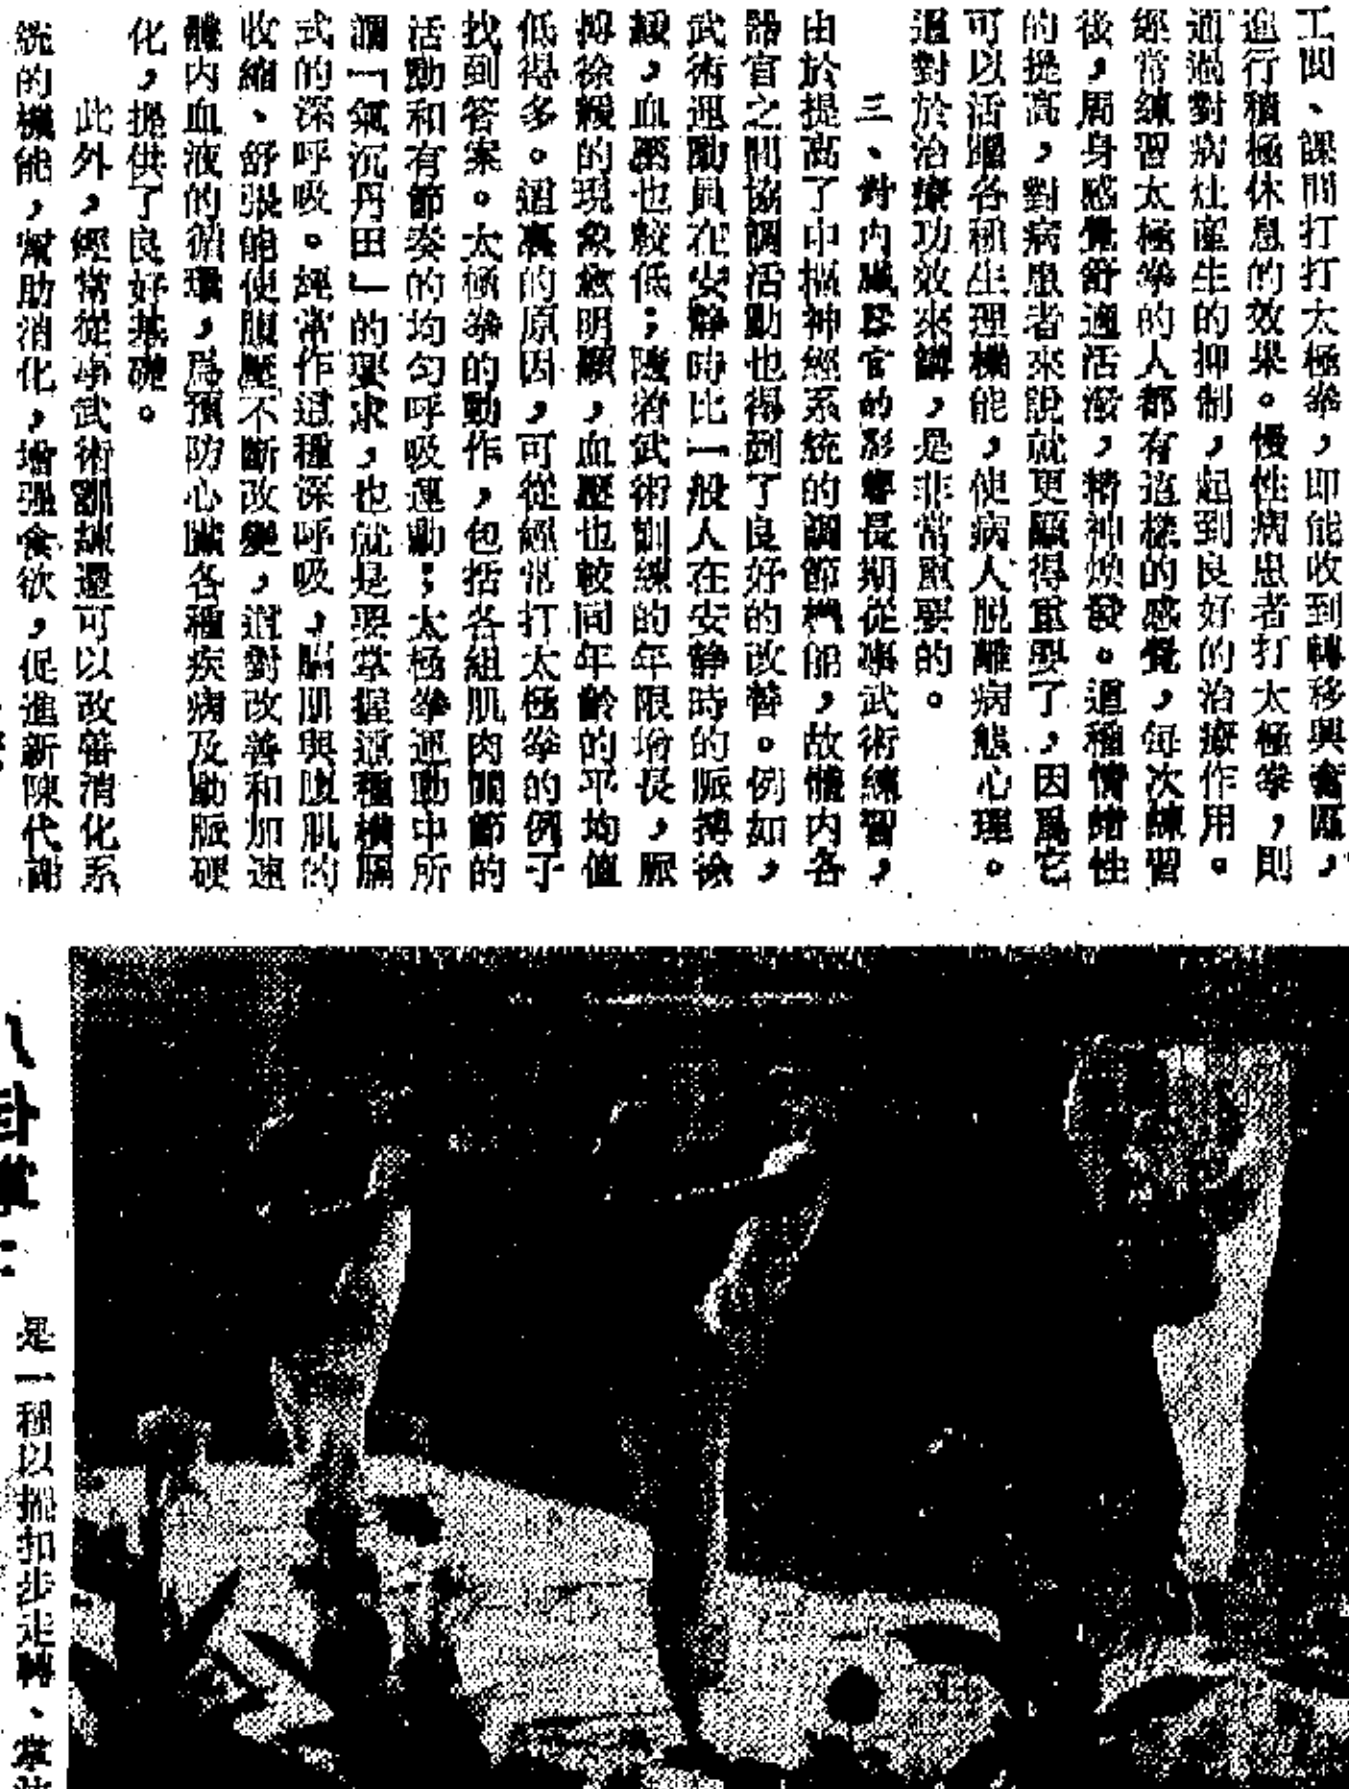 工間、課間打打太極拳，即能收到轉移興奮區，
進行積極休息的效果。慢性病患者打太極拳，則
通過對病灶產生的抑制，起到良好的治療作用。
經常練習太極拳的人都有這樣的感覺，每次練習
後，周身感覺舒適活潑，精神煥發。這種情緒性
的提高，對病患者來說就更顯得重要了，因爲它
可以活躍各種生理機能，使病人脱離病態心理。
這對於治療功效來講，是非常重要的。
三、對內臟器官的影響長期從事武術練習，
由於提高了中樞神經系統的調節機能，故體内各
器官之間協調活動也得到了良好的改善。例如，
武術運動員在安静時比一般人在安静時的脈搏徐
緩，血壓也較低；隨着武術訓練的年限增長，脈
搏徐緩的現象愈明顯，血壓也較同年齡的平均值
低得多。這裏的原因，可從經常打太極拳的例子
找到答案。太極拳的動作，包括各組肌肉關節的
活動和有節奏的均匀呼吸運動；太極拳運動中所
謂「氣沉丹田」的要求，也就是要掌握這種橫膈
式的深呼吸。經常作這種深呼吸，膈肌與腹肌的
收縮、舒張能使腹壓不斷改變，這對改善和加速
體内血液的循環，爲預防心臟各種疾病及動脈硬
化，提供了良好基礎。
此外，經常從事武術訓練還可以改善消化系
統的機能，幫助消化，增强食欲，促進新陳代謝
八卦掌：是一種以擺扣步走轉、掌法